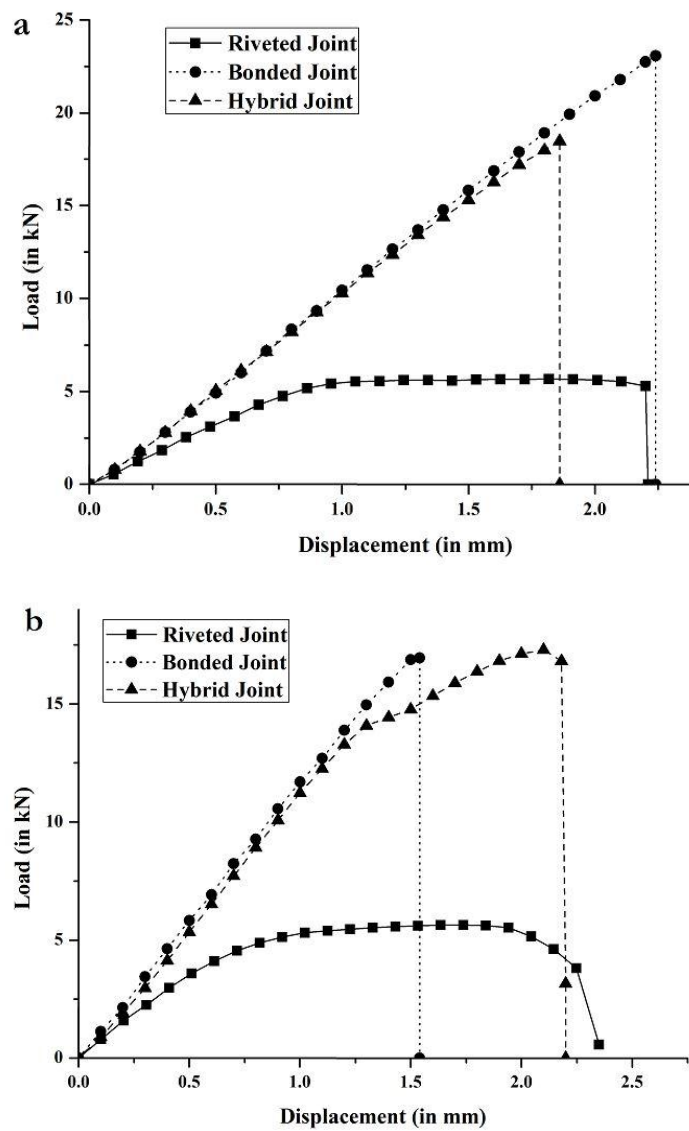 a
Riveted Joint
Bonded Joint
Hybrid Joint
25
20
15
10
5
0
Load (in kN)
0.0 0.5 1.0 1.5 2.0
Displacement (in mm)
b
Riveted Joint
Bonded Joint
Hybrid Joint
15
10
5
0
Load (in kN)
0.0 0.5 1.0 1.5 2.0 2.5
Displacement (in mm)